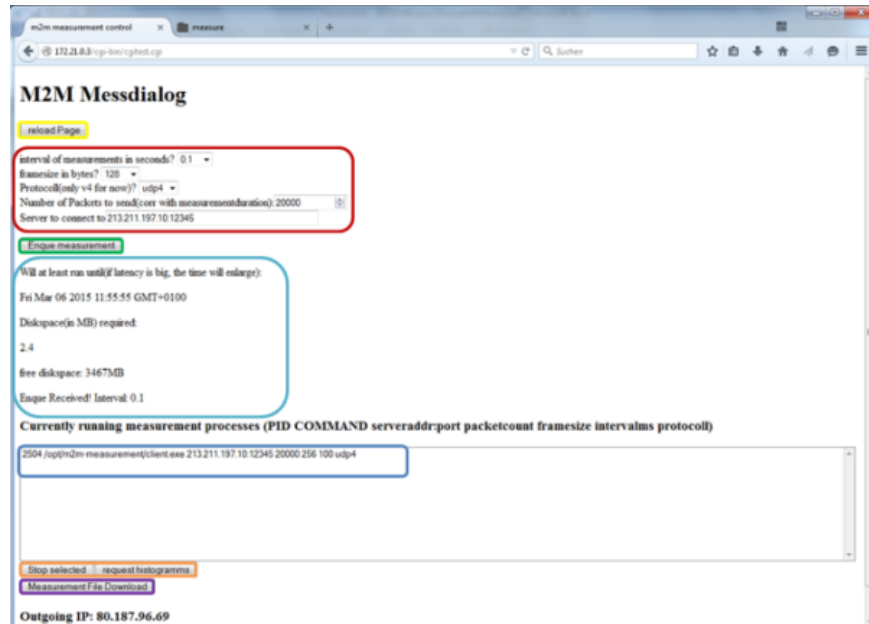 m2m measurement control
measure
172.21.0.3/cgi-bin/cgitest.cgi
Suchen
M2M Messdialog
reload Page
interval of measurements in seconds? 0.1
framesize in bytes? 128
Protocoll(only v4 for now)? udp4
Number of Packets to send(corr with measurementduration): 20000
Server to connect to 213.211.197.10:12345
Enque measurement
Will at least run until(if latency is big, the time will enlarge):
Fri Mar 06 2015 11:55:55 GMT+0100
Diskspace(in MB) required:
2.4
free diskspace: 3467MB
Enque Received! Interval: 0.1
Currently running measurement processes (PID COMMAND serveraddr:port packetcount framesize intervalms protocoll)
2504 /opt/m2m-measurement/client.exe 213.211.197.10:12345 20000 256 100 udp4
Stop selected request histogramms
Measurement File Download
Outgoing IP: 80.187.96.69